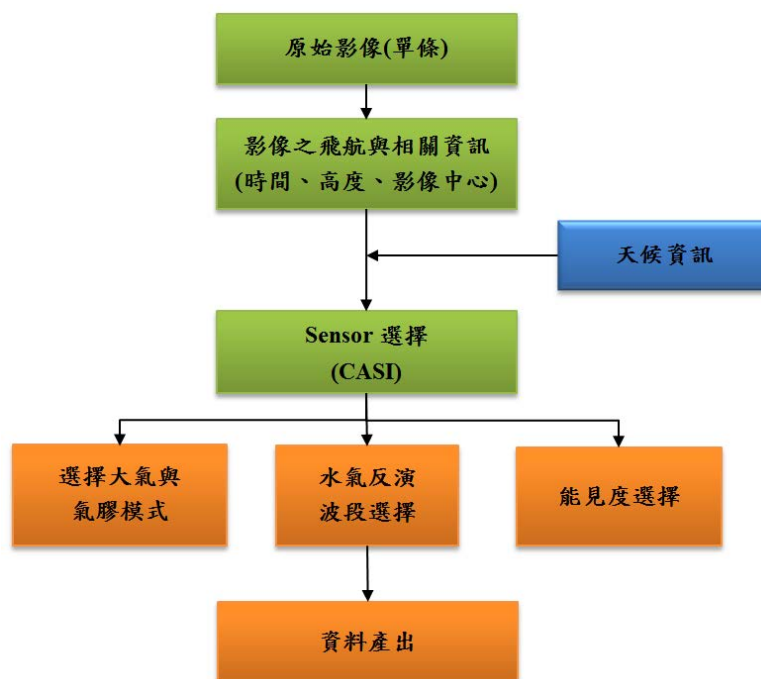 原始影像(單條)
影像之飛航與相關資訊
(時間、高度、影像中心)
天候資訊
Sensor 選擇
(CASI)
選擇大氣與
氣膠模式
水氣反演
波段選擇
能見度選擇
資料產出